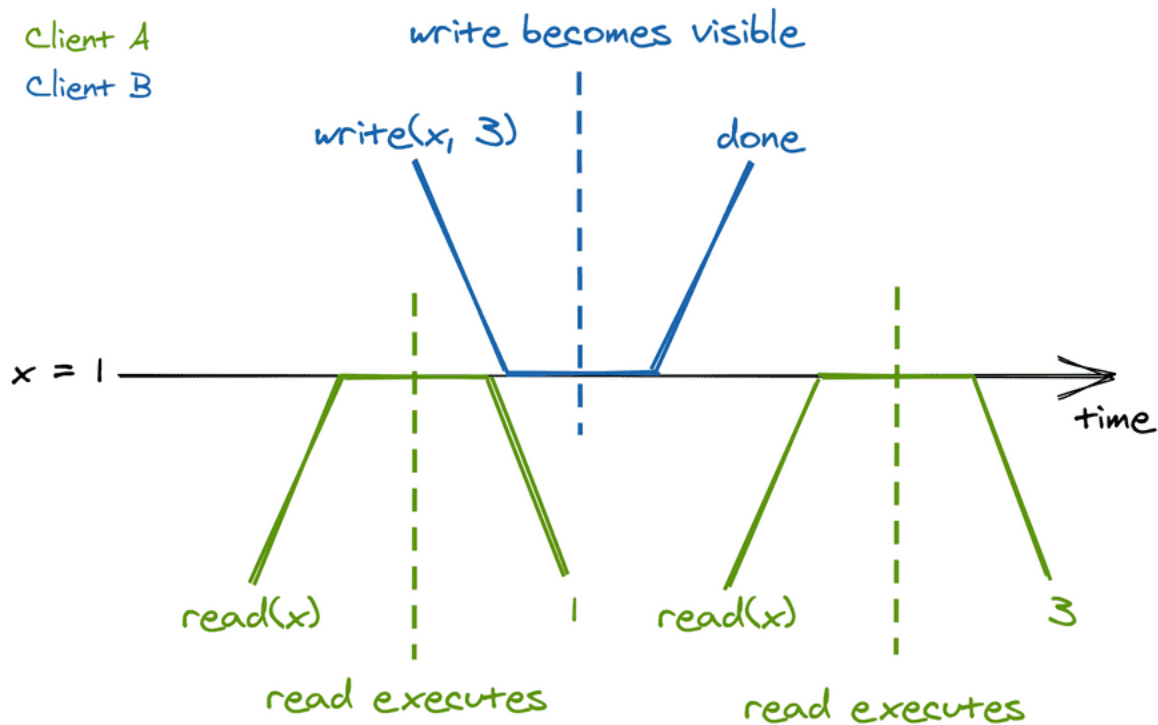 Client A
Client B
write becomes visible
write(x, 3)
done
x = 1
time
read(x)
1
read(x)
3
read executes
read executes